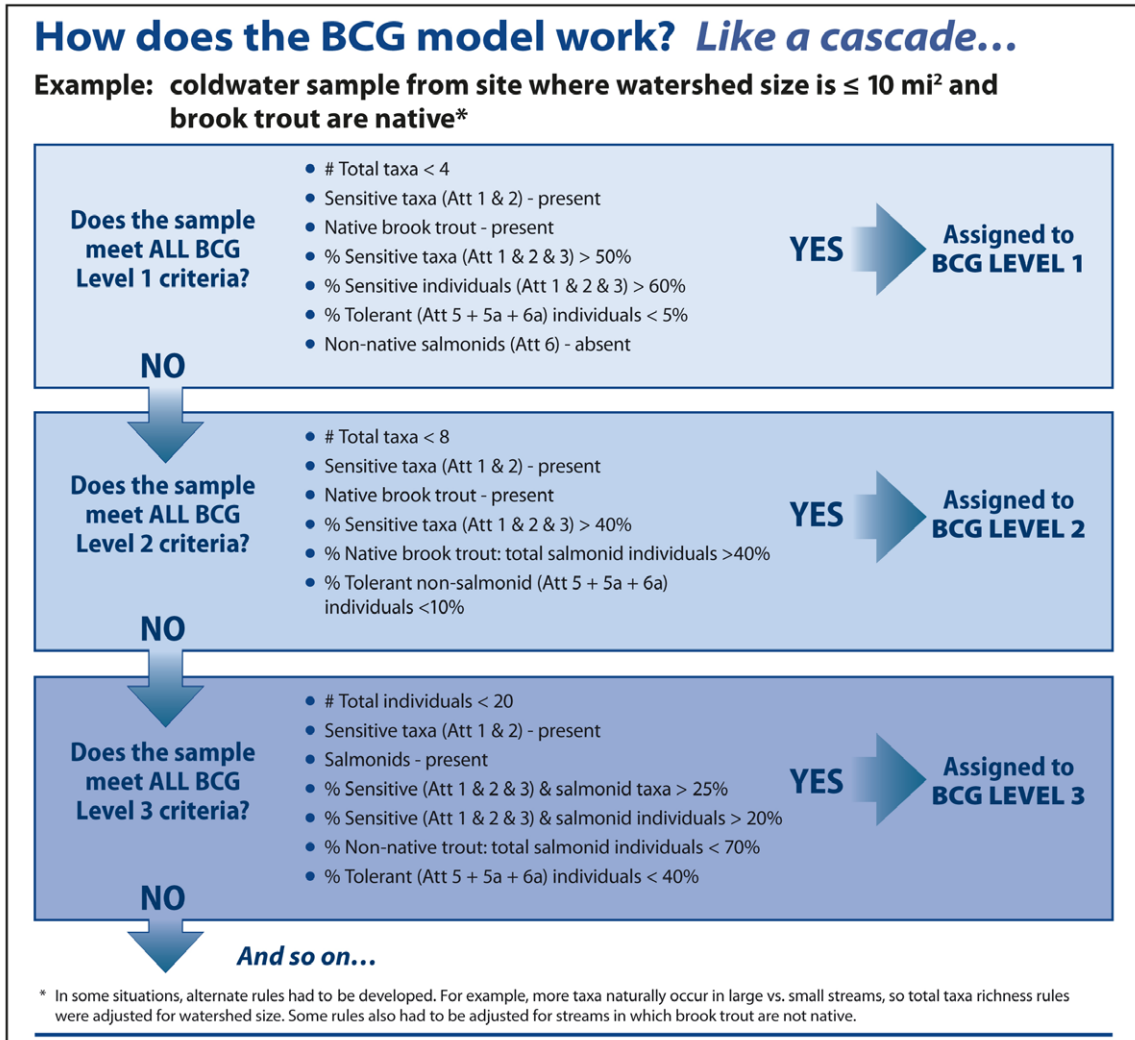 How does the BCG model work? Like a cascade...
Example: coldwater sample from site where watershed size is ≤ 10 mi² and
brook trout are native*
Does the sample
meet ALL BCG
Level 1 criteria?
• # Total taxa < 4
• Sensitive taxa (Att 1 & 2) - present
• Native brook trout - present
• % Sensitive taxa (Att 1 & 2 & 3) > 50%
• % Sensitive individuals (Att 1 & 2 & 3) > 60%
• % Tolerant (Att 5 + 5a + 6a) individuals < 5%
• Non-native salmonids (Att 6) - absent
YES
Assigned to
BCG LEVEL 1
NO
Does the sample
meet ALL BCG
Level 2 criteria?
• # Total taxa < 8
• Sensitive taxa (Att 1 & 2) - present
• Native brook trout - present
• % Sensitive taxa (Att 1 & 2 & 3) > 40%
• % Native brook trout: total salmonid individuals >40%
• % Tolerant non-salmonid (Att 5 + 5a + 6a)
individuals <10%
YES
Assigned to
BCG LEVEL 2
NO
Does the sample
meet ALL BCG
Level 3 criteria?
• # Total individuals < 20
• Sensitive taxa (Att 1 & 2) - present
• Salmonids - present
• % Sensitive (Att 1 & 2 & 3) & salmonid taxa > 25%
• % Sensitive (Att 1 & 2 & 3) & salmonid individuals > 20%
• % Non-native trout: total salmonid individuals < 70%
• % Tolerant (Att 5 + 5a + 6a) individuals < 40%
YES
Assigned to
BCG LEVEL 3
NO
And so on...
* In some situations, alternate rules had to be developed. For example, more taxa naturally occur in large vs. small streams, so total taxa richness rules
were adjusted for watershed size. Some rules also had to be adjusted for streams in which brook trout are not native.